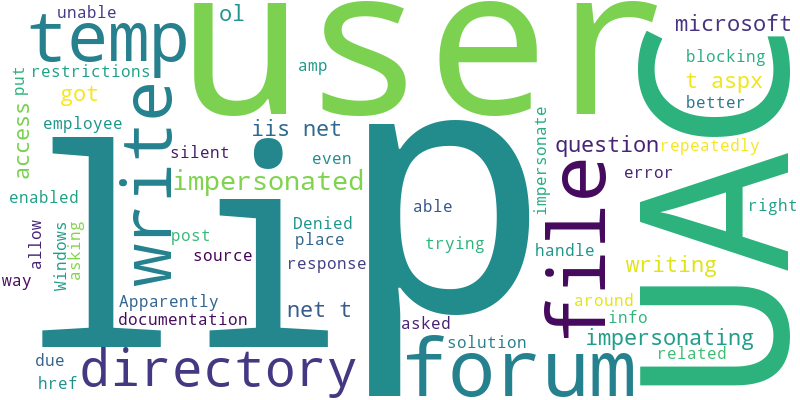 unable
ol
user
UAC
microsoft
temp
restrictions
amp
blocking
put
got
write
t aspx
access
better
employee
iis net
li
p
impersonate
question
repeatedly
silent
even
file
error
impersonated
enabled
able
right
Denied
allow
Windows
asking
post
place
trying
handle
source
response
writing
way
Apparently
net t
around
documentation
asked
info
impersonating
due
directory
forum
solution
related
href